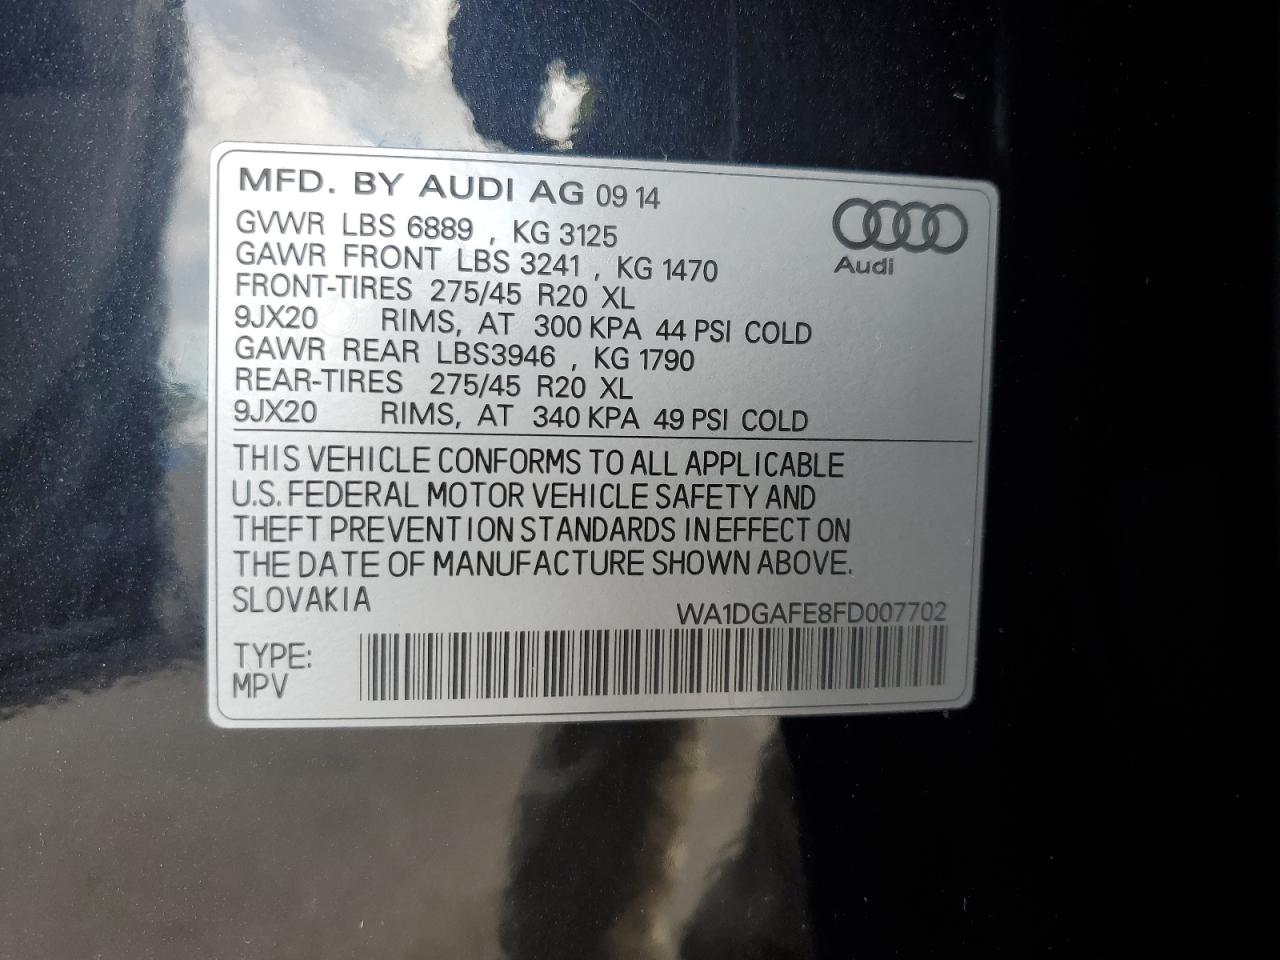 MFD. BY AUDI AG 09 14
GVWR LBS 6889 , KG 3125
GAWR FRONT LBS 3241 , KG 1470
FRONT-TIRES 275/45 R20 XL
9JX20 RIMS, AT 300 KPA 44 PSI COLD
GAWR REAR LBS3946 , KG 1790
REAR-TIRES 275/45 R20 XL
9JX20 RIMS, AT 340 KPA 49 PSI COLD
Audi
THIS VEHICLE CONFORMS TO ALL APPLICABLE
U.S. FEDERAL MOTOR VEHICLE SAFETY AND
THEFT PREVENTION STANDARDS IN EFFECT ON
THE DATE OF MANUFACTURE SHOWN ABOVE.
SLOVAKIA
WA1DGAFE8FD007702
TYPE:
MPV